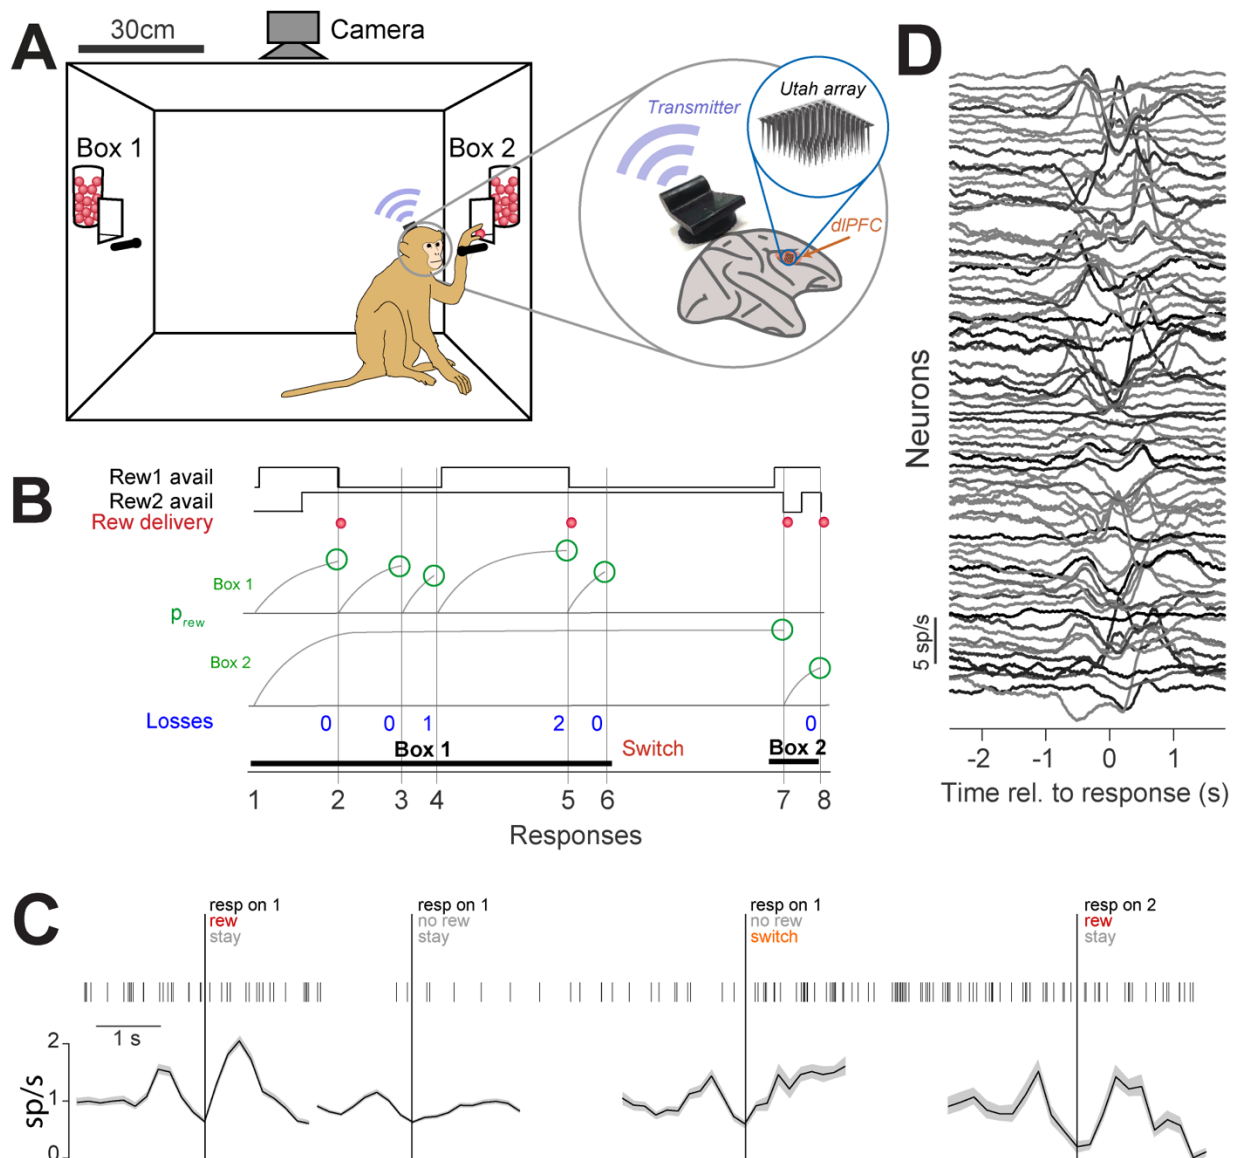 A
30cm
Camera
Box 1
Box 2
Transmitter
Utah array
dlPFC
B
Rew1 avail
Rew2 avail
Rew delivery
Box 1
prew
Box 2
Losses
0 0 1 2 0 0
Box 1
Switch
Box 2
1 2 3 4 5 6 7 8
Responses
D
Neurons
5 sp/s
-2 -1 0 1
Time rel. to response (s)
C
resp on 1
rew
stay
resp on 1
no rew
stay
resp on 1
no rew
switch
resp on 2
rew
stay
1 s
sp/s
2
1
0